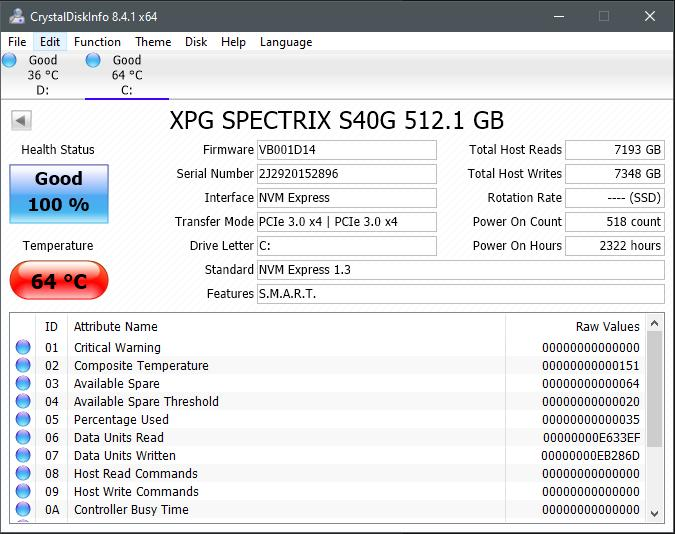 CrystalDiskInfo 8.4.1 x64
File Edit Function Theme Disk Help Language
Good Good
36 °C 64 °C
D: C:
XPG SPECTRIX S40G 512.1 GB
Health Status
Good
100 %
Temperature
64 °C
Firmware VB001D14
Serial Number 2J2920152896
Interface NVM Express
Transfer Mode PCIe 3.0 x4 | PCIe 3.0 x4
Drive Letter C:
Standard NVM Express 1.3
Features S.M.A.R.T.
Total Host Reads 7193 GB
Total Host Writes 7348 GB
Rotation Rate ---- (SSD)
Power On Count 518 count
Power On Hours 2322 hours
ID Attribute Name Raw Values
01 Critical Warning 00000000000000
02 Composite Temperature 00000000000151
03 Available Spare 00000000000064
04 Available Spare Threshold 00000000000020
05 Percentage Used 00000000000035
06 Data Units Read 00000000E633EF
07 Data Units Written 00000000EB286D
08 Host Read Commands 00000000000000
09 Host Write Commands 00000000000000
0A Controller Busy Time 00000000000000